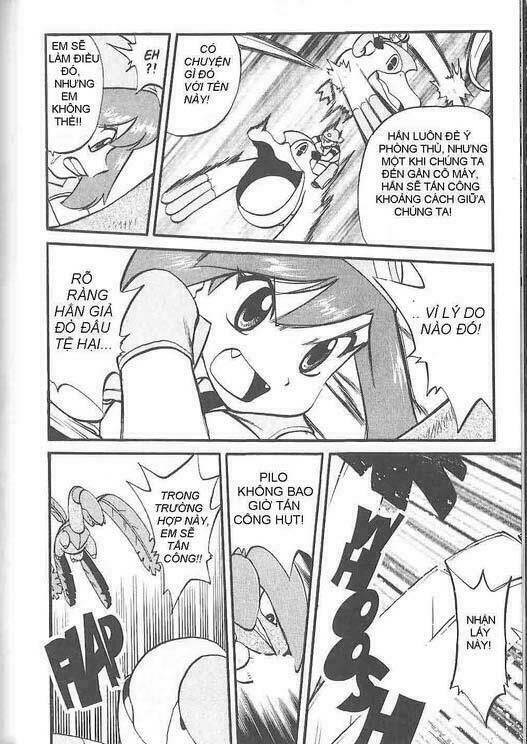 EM SẼ
LÀM ĐIỀU
ĐÓ, NHƯNG
EM
KHÔNG
THỂ!!
EH
?!
CÓ
CHUYỆN
GÌ ĐÓ
VỚI TÊN
NÀY!
HẮN LUÔN ĐỂ Ý
PHÒNG THỦ, NHƯNG
MỘT KHI CHÚNG TA
ĐẾN GẦN CÔ MÀY,
HẮN SẼ TẤN CÔNG
KHOẢNG CÁCH GIỮA
CHÚNG TA!
RÕ
RÀNG
HẮN GIẢ
ĐÒ ĐẤU
TỆ HẠI...
..VÌ LÝ DO
NÀO ĐÓ!
TRONG
TRƯỜNG
HỢP NÀY,
EM SẼ
TẤN
CÔNG!!
PILO
KHÔNG BAO
GIỜ TẤN
CÔNG HỤT!
NHẬN
LẤY
NÀY!
FLAP
WHOOSH